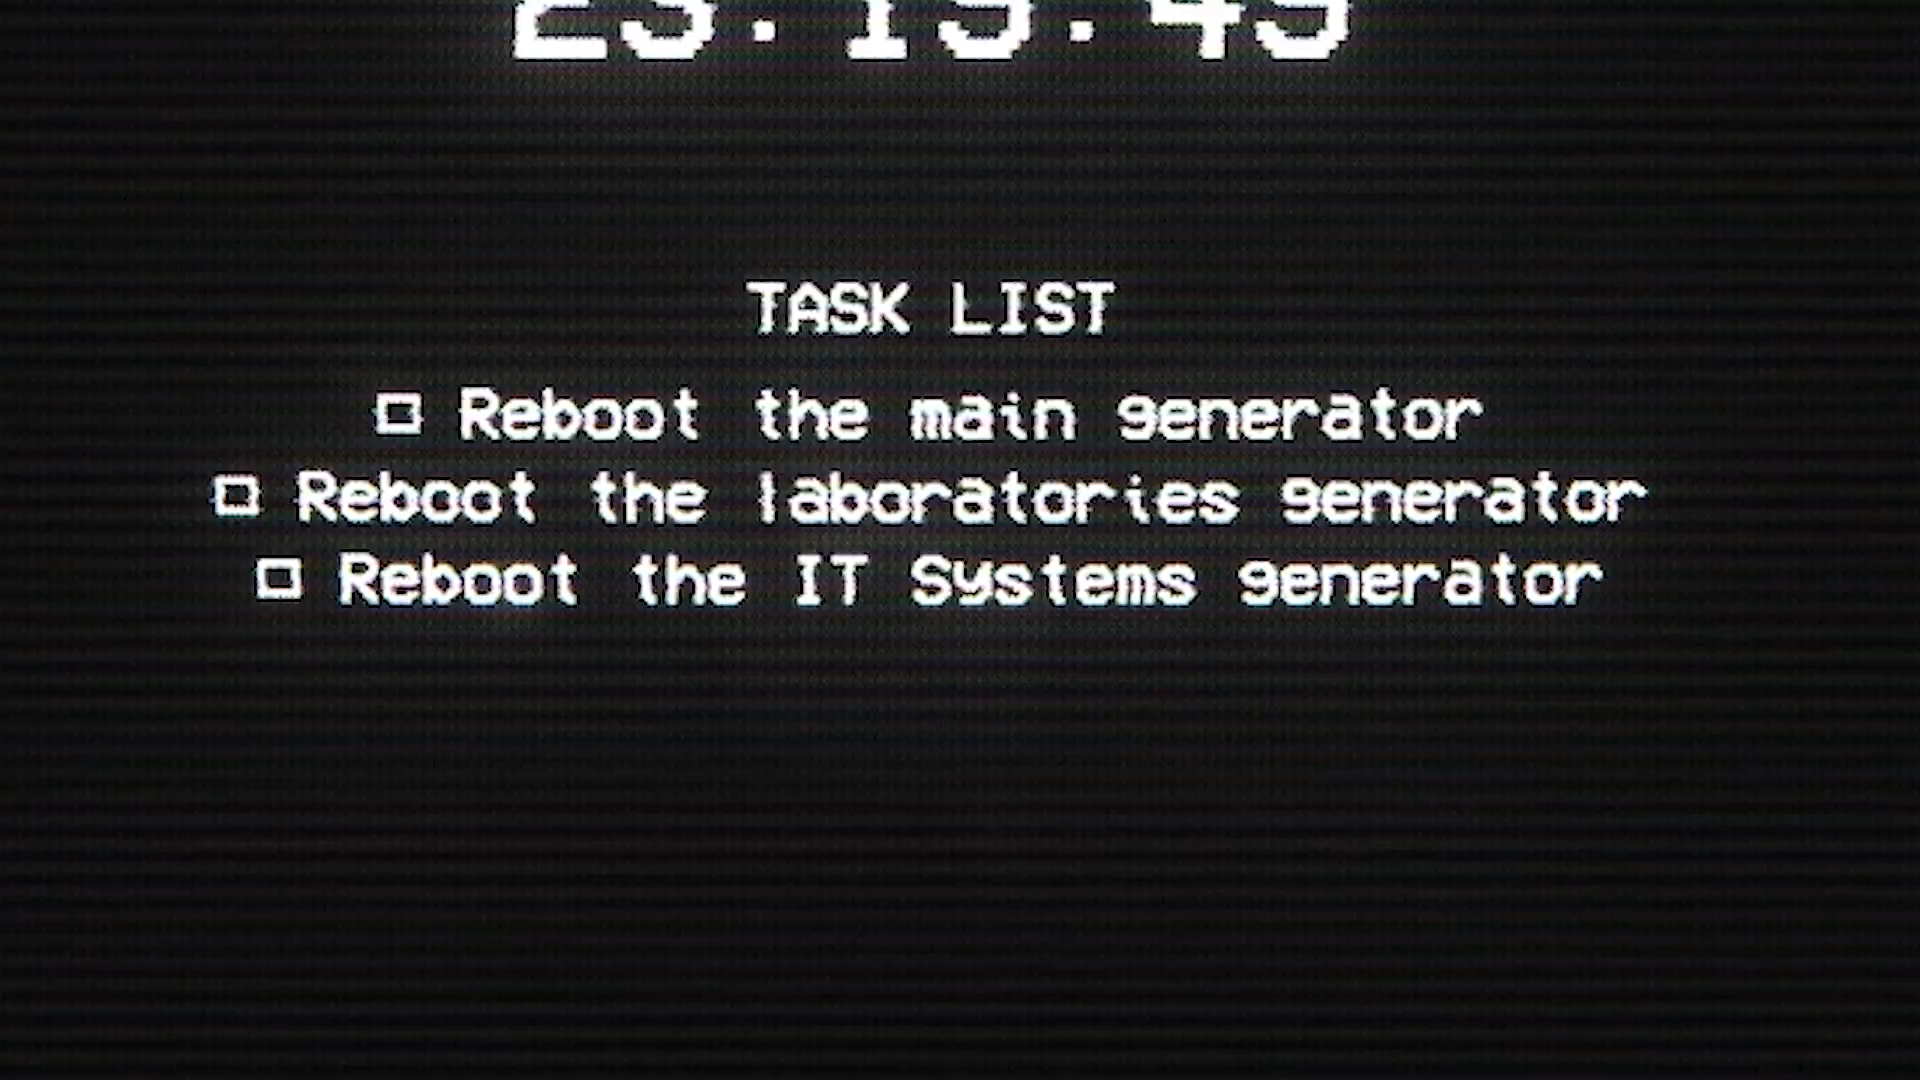 TASK LIST
□ Reboot the main generator
□ Reboot the laboratories generator
□ Reboot the IT Systems generator